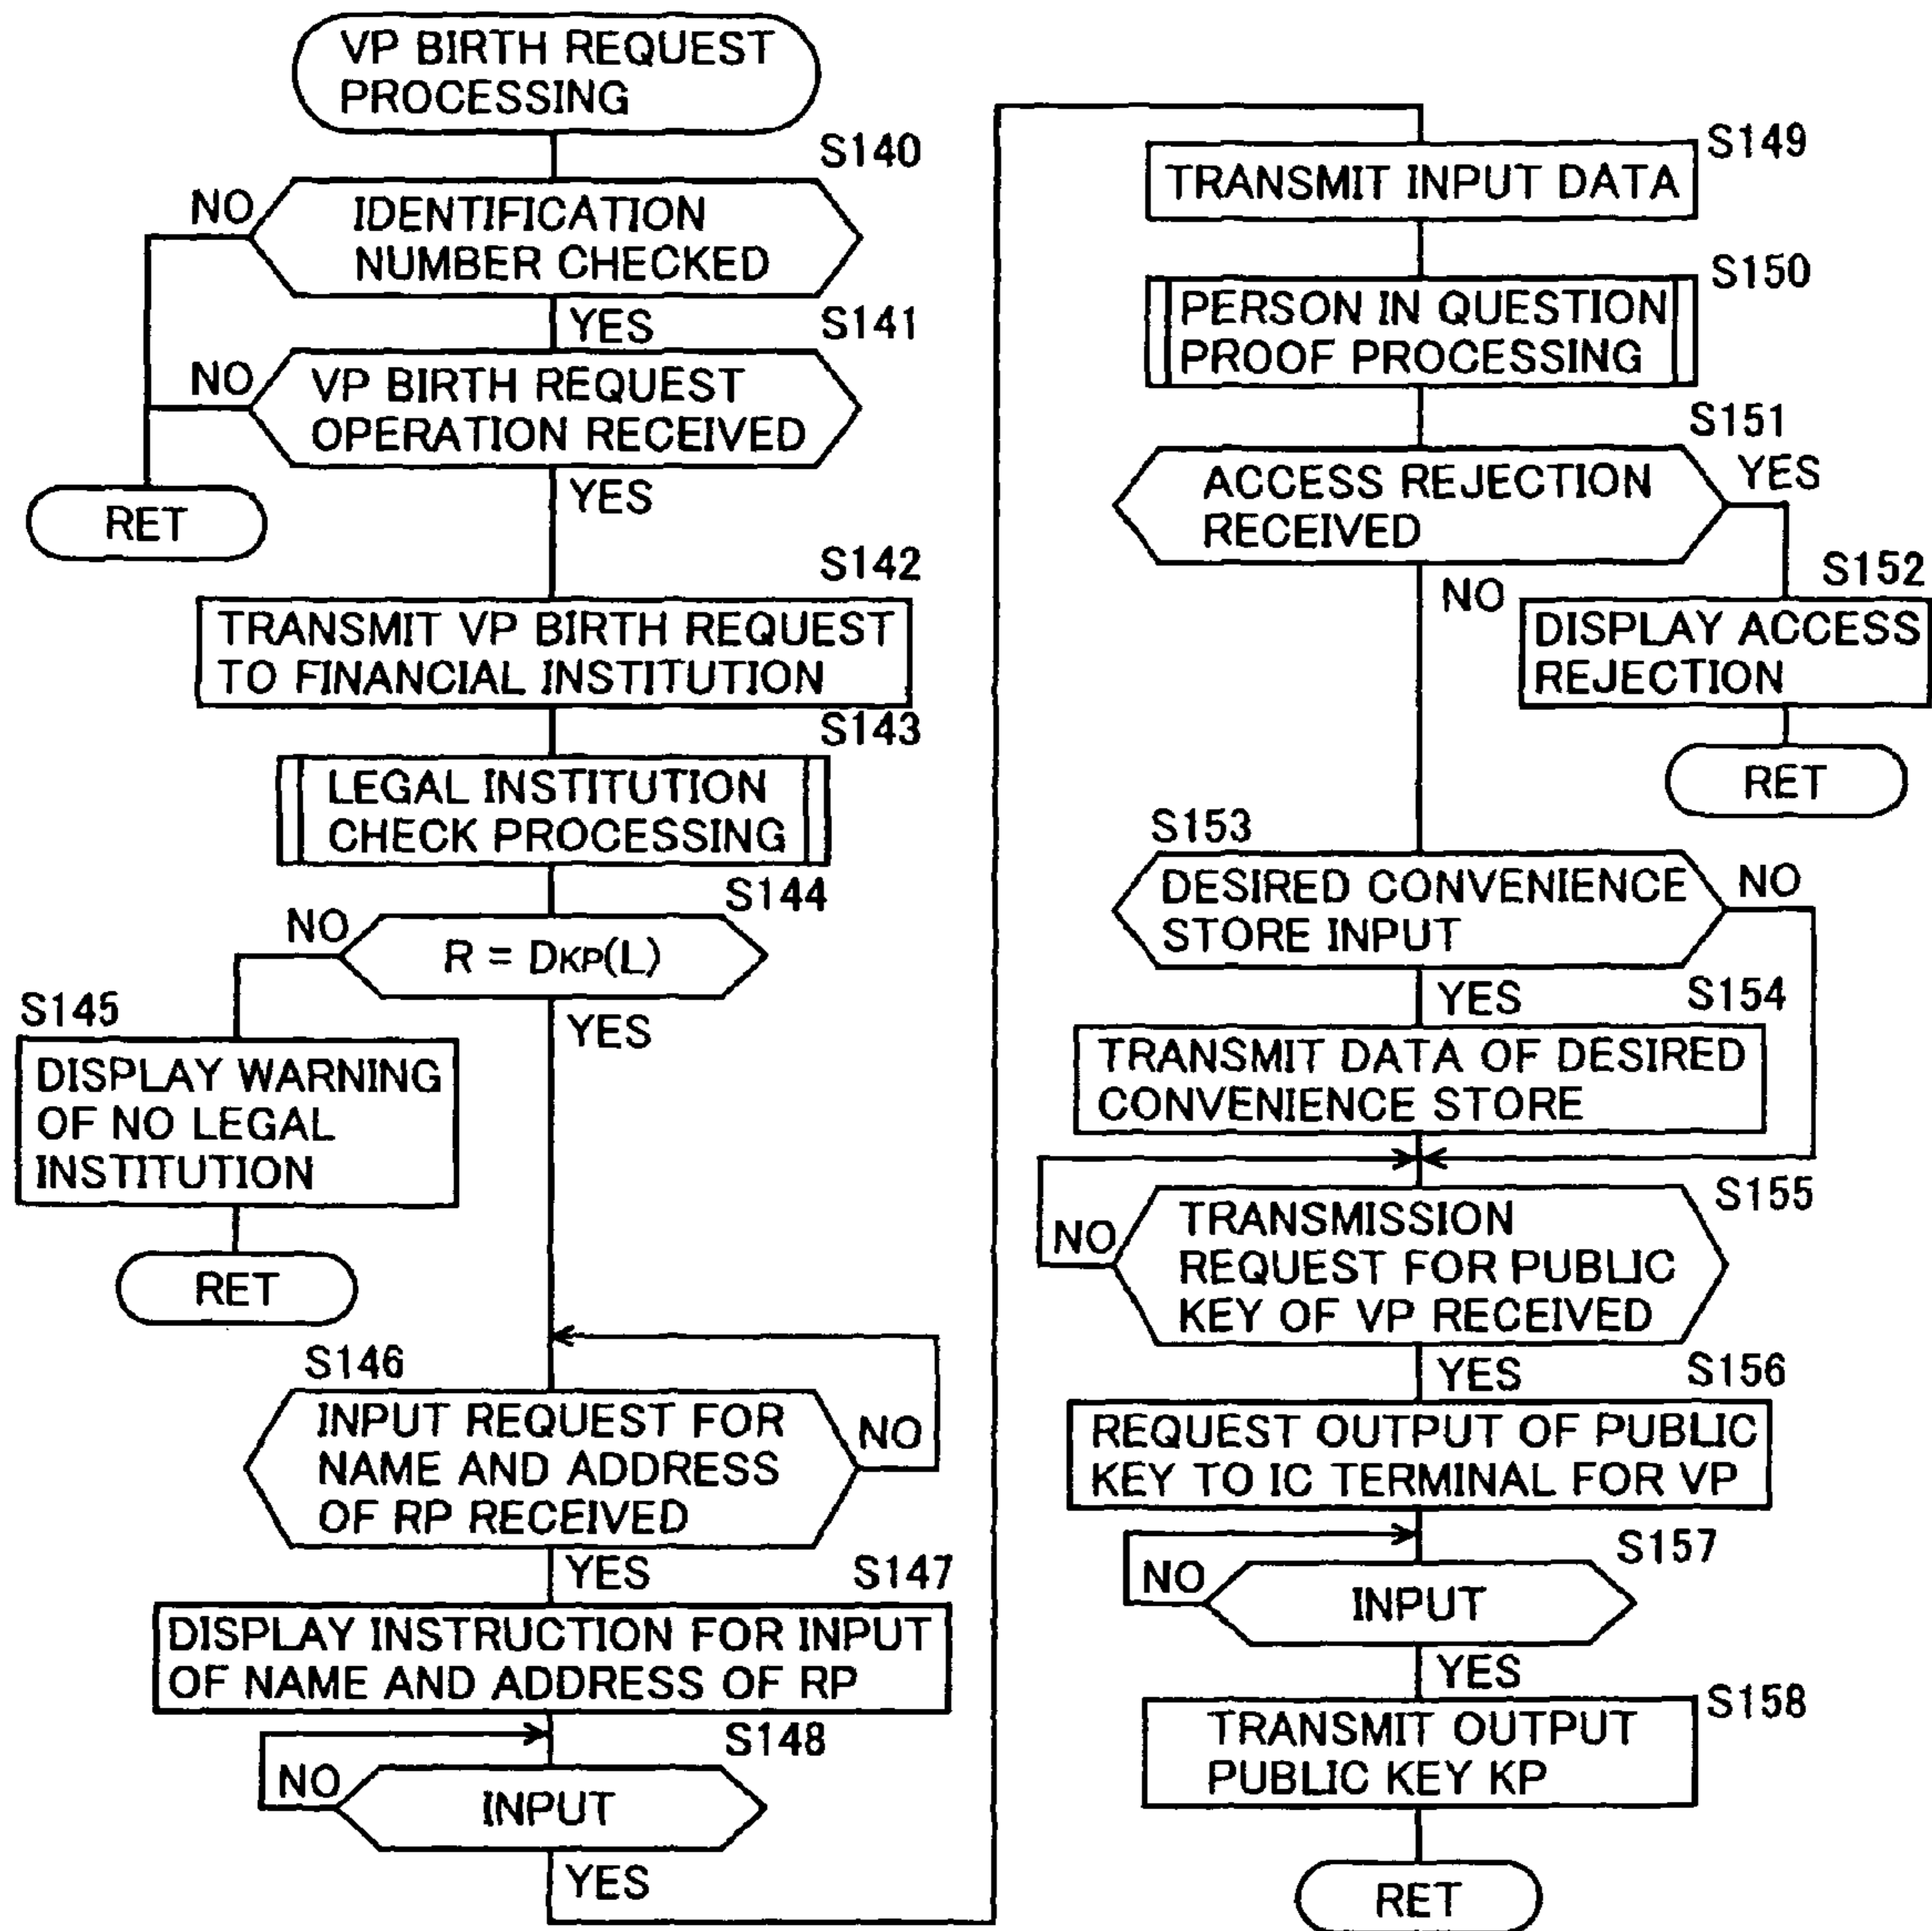 VP BIRTH REQUEST
PROCESSING
S140
NO
IDENTIFICATION
NUMBER CHECKED
YES
S141
NO
VP BIRTH REQUEST
OPERATION RECEIVED
YES
RET
S142
TRANSMIT VP BIRTH REQUEST
TO FINANCIAL INSTITUTION
S143
LEGAL INSTITUTION
CHECK PROCESSING
S144
NO
R = DKP(L)
YES
S145
DISPLAY WARNING
OF NO LEGAL
INSTITUTION
RET
S146
INPUT REQUEST FOR
NAME AND ADDRESS
OF RP RECEIVED
NO
YES
S147
DISPLAY INSTRUCTION FOR INPUT
OF NAME AND ADDRESS OF RP
S148
NO
INPUT
YES
S149
TRANSMIT INPUT DATA
S150
PERSON IN QUESTION
PROOF PROCESSING
S151
ACCESS REJECTION
RECEIVED
YES
NO
S152
DISPLAY ACCESS
REJECTION
RET
S153
DESIRED CONVENIENCE
STORE INPUT
NO
YES
S154
TRANSMIT DATA OF DESIRED
CONVENIENCE STORE
S155
NO
TRANSMISSION
REQUEST FOR PUBLIC
KEY OF VP RECEIVED
YES
S156
REQUEST OUTPUT OF PUBLIC
KEY TO IC TERMINAL FOR VP
S157
NO
INPUT
YES
S158
TRANSMIT OUTPUT
PUBLIC KEY KP
RET